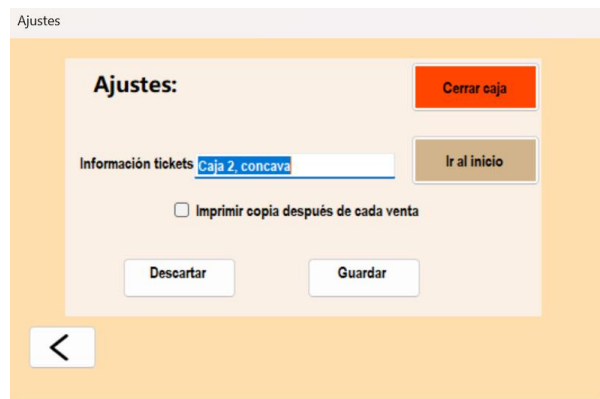 Ajustes
Ajustes:
Cerrar caja
Información tickets Caja 2, concava
Ir al inicio
Imprimir copia después de cada venta
Descartar
Guardar